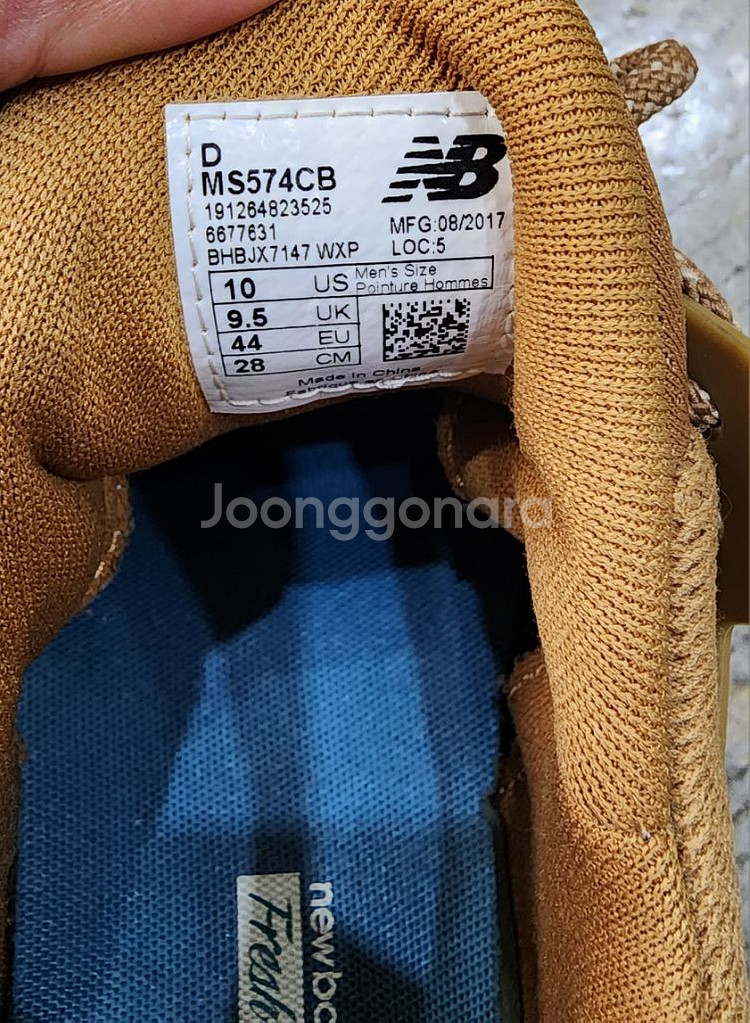 D
MS574CB
NB
191264823525
6677631
MFG:08/2017
BHBJX7147 WXP
LOC:5
10 US Men's Size
Pointure Hommes
9.5 UK
44 EU
28 CM
Made in China
Joonggonara
new
Fresh